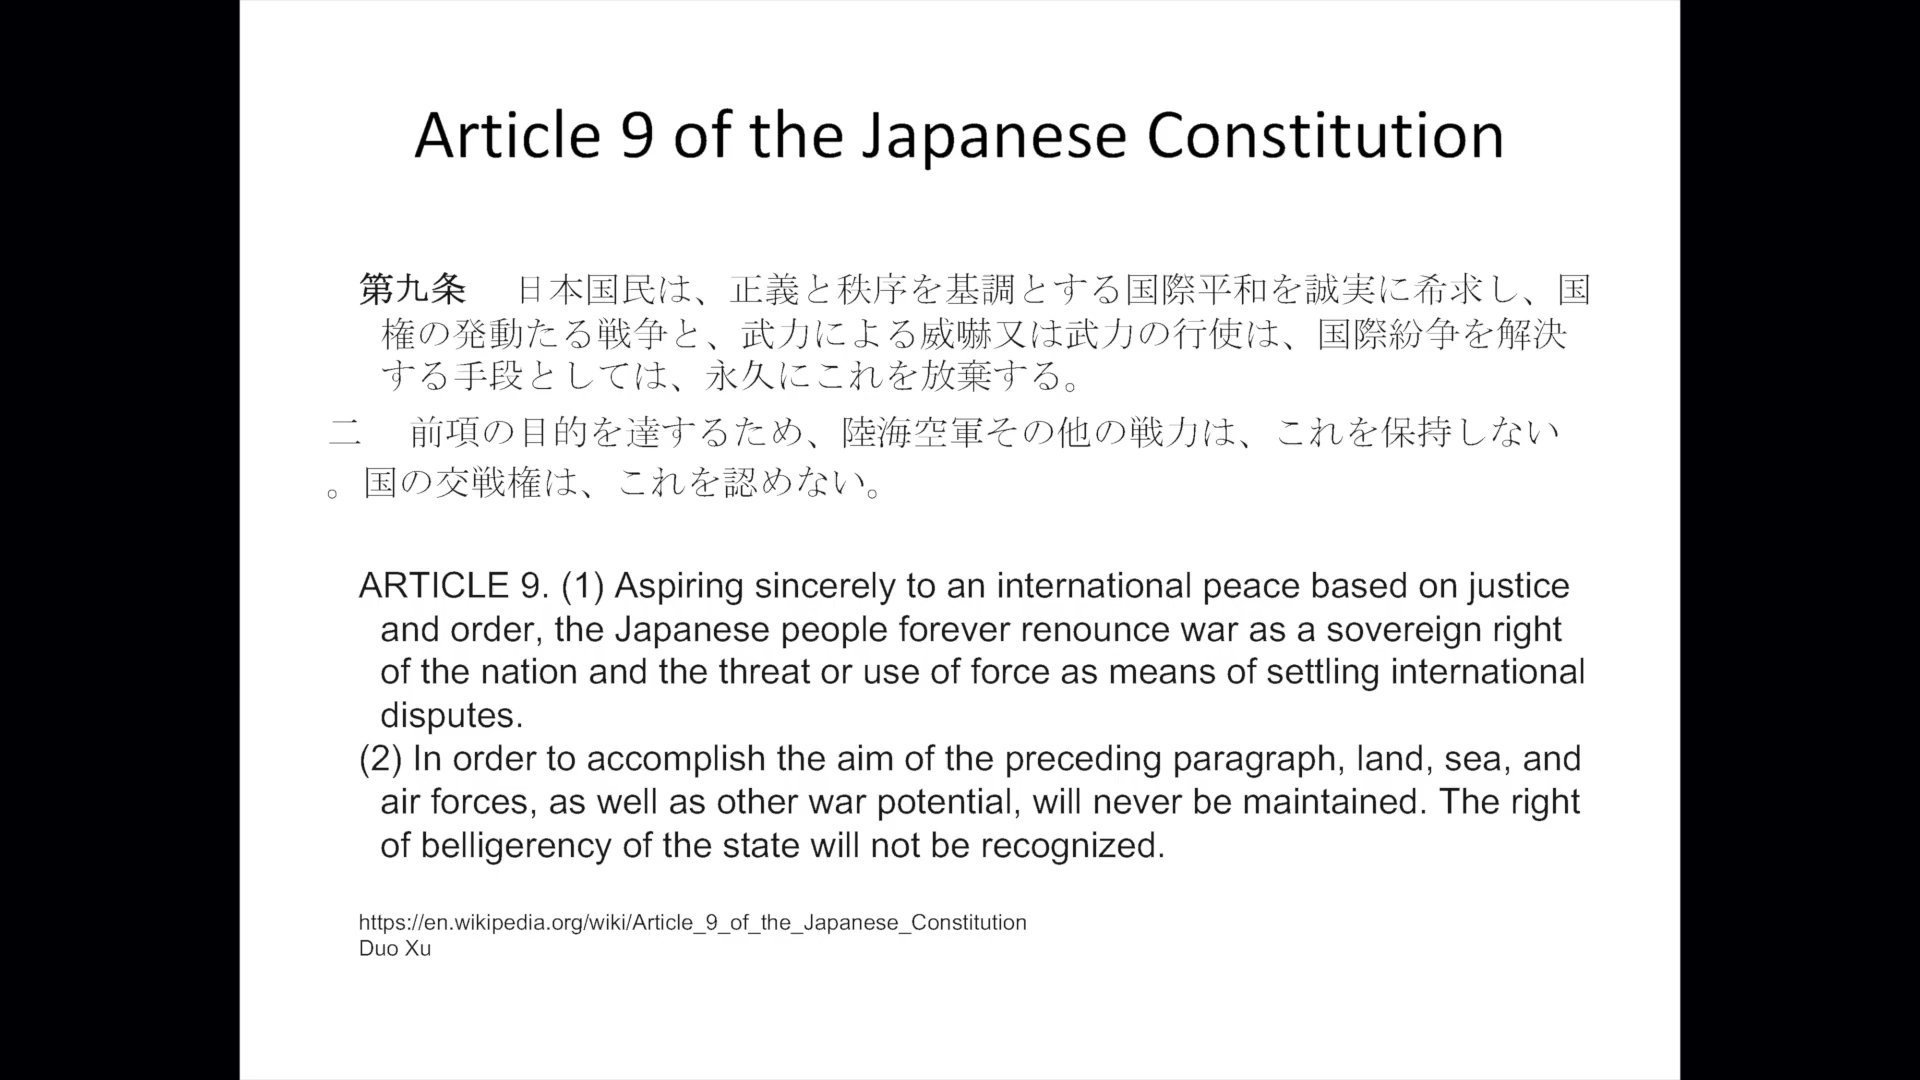 Article 9 of the Japanese Constitution
第九条　日本国民は、正義と秩序を基調とする国際平和を誠実に希求し、国
権の発動たる戦争と、武力による威嚇又は武力の行使は、国際紛争を解決
する手段としては、永久にこれを放棄する。
二　前項の目的を達するため、陸海空軍その他の戦力は、これを保持しない
。国の交戦権は、これを認めない。
ARTICLE 9. (1) Aspiring sincerely to an international peace based on justice
and order, the Japanese people forever renounce war as a sovereign right
of the nation and the threat or use of force as means of settling international
disputes.
(2) In order to accomplish the aim of the preceding paragraph, land, sea, and
air forces, as well as other war potential, will never be maintained. The right
of belligerency of the state will not be recognized.
https://en.wikipedia.org/wiki/Article_9_of_the_Japanese_Constitution
Duo Xu